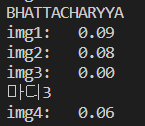 BHATTACHARYYA
img1:   0.09
img2:   0.08
img3:   0.00
마디3
img4:   0.06